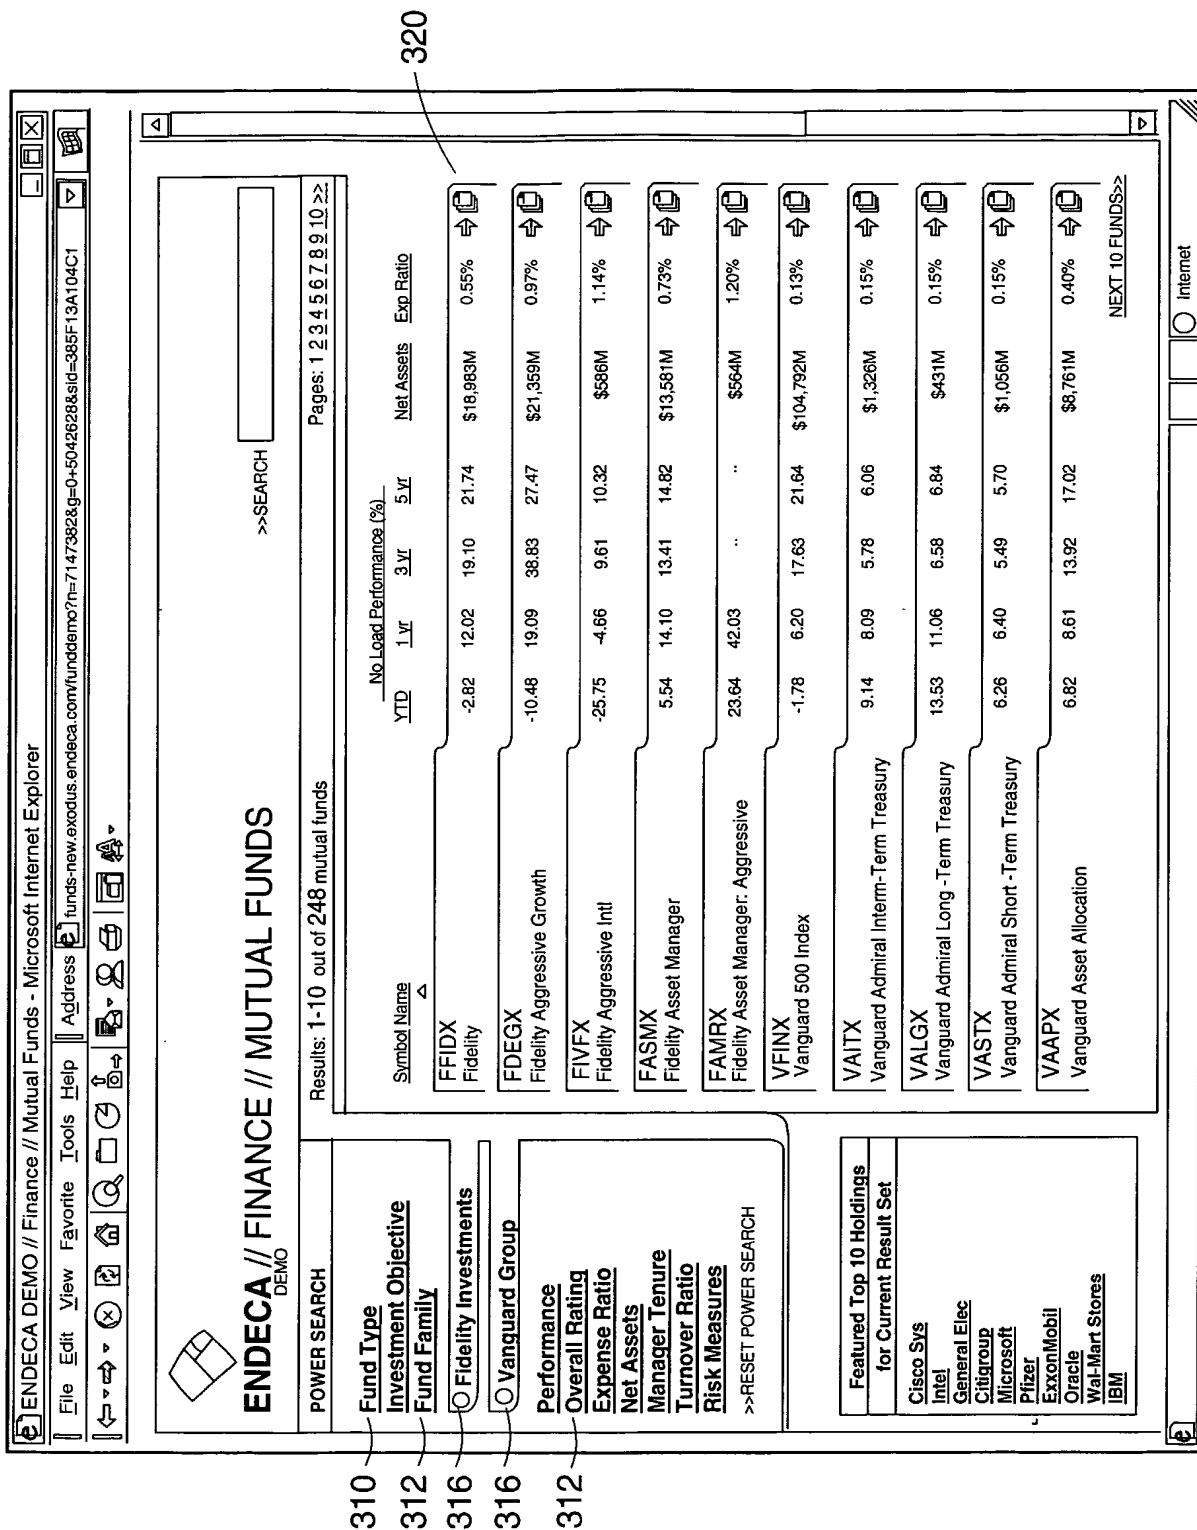 ENDECA DEMO // Finance // Mutual Funds - Microsoft Internet Explorer
File Edit View Favorite Tools Help
Address funds-new.exodus.endeca.com/funddemo?n=7147382&g=0+5042628&sid=385F13A104C1
ENDECA // FINANCE // MUTUAL FUNDS
DEMO
>>SEARCH
POWER SEARCH
Results: 1-10 out of 248 mutual funds
Pages: 1 2 3 4 5 6 7 8 9 10 >>
310
Fund Type
Investment Objective
312
Fund Family
316
Fidelity Investments
316
Vanguard Group
Performance
312
Overall Rating
Expense Ratio
Net Assets
Manager Tenure
Turnover Ratio
Risk Measures
>>RESET POWER SEARCH
Featured Top 10 Holdings
for Current Result Set
Cisco Sys
Intel
General Elec
Citigroup
Microsoft
Pfizer
ExxonMobil
Oracle
Wal-Mart Stores
IBM
No Load Performance (%)
Symbol Name YTD 1 yr 3 yr 5 yr Net Assets Exp Ratio
320
FFIDX
Fidelity -2.82 12.02 19.10 21.74 $18,983M 0.55%
FDEGX
Fidelity Aggressive Growth -10.48 19.09 38.83 27.47 $21,359M 0.97%
FIVFX
Fidelity Aggressive Intl -25.75 -4.66 9.61 10.32 $586M 1.14%
FASMX
Fidelity Asset Manager 5.54 14.10 13.41 14.82 $13,581M 0.73%
FAMRX
Fidelity Asset Manager: Aggressive 23.64 42.03 .. .. $564M 1.20%
VFINX
Vanguard 500 Index -1.78 6.20 17.63 21.64 $104,792M 0.13%
VAITX
Vanguard Admiral Interm-Term Treasury 9.14 8.09 5.78 6.06 $1,326M 0.15%
VALGX
Vanguard Admiral Long -Term Treasury 13.53 11.06 6.58 6.84 $431M 0.15%
VASTX
Vanguard Admiral Short -Term Treasury 6.26 6.40 5.49 5.70 $1,056M 0.15%
VAAPX
Vanguard Asset Allocation 6.82 8.61 13.92 17.02 $8,761M 0.40%
NEXT 10 FUNDS>>
Internet